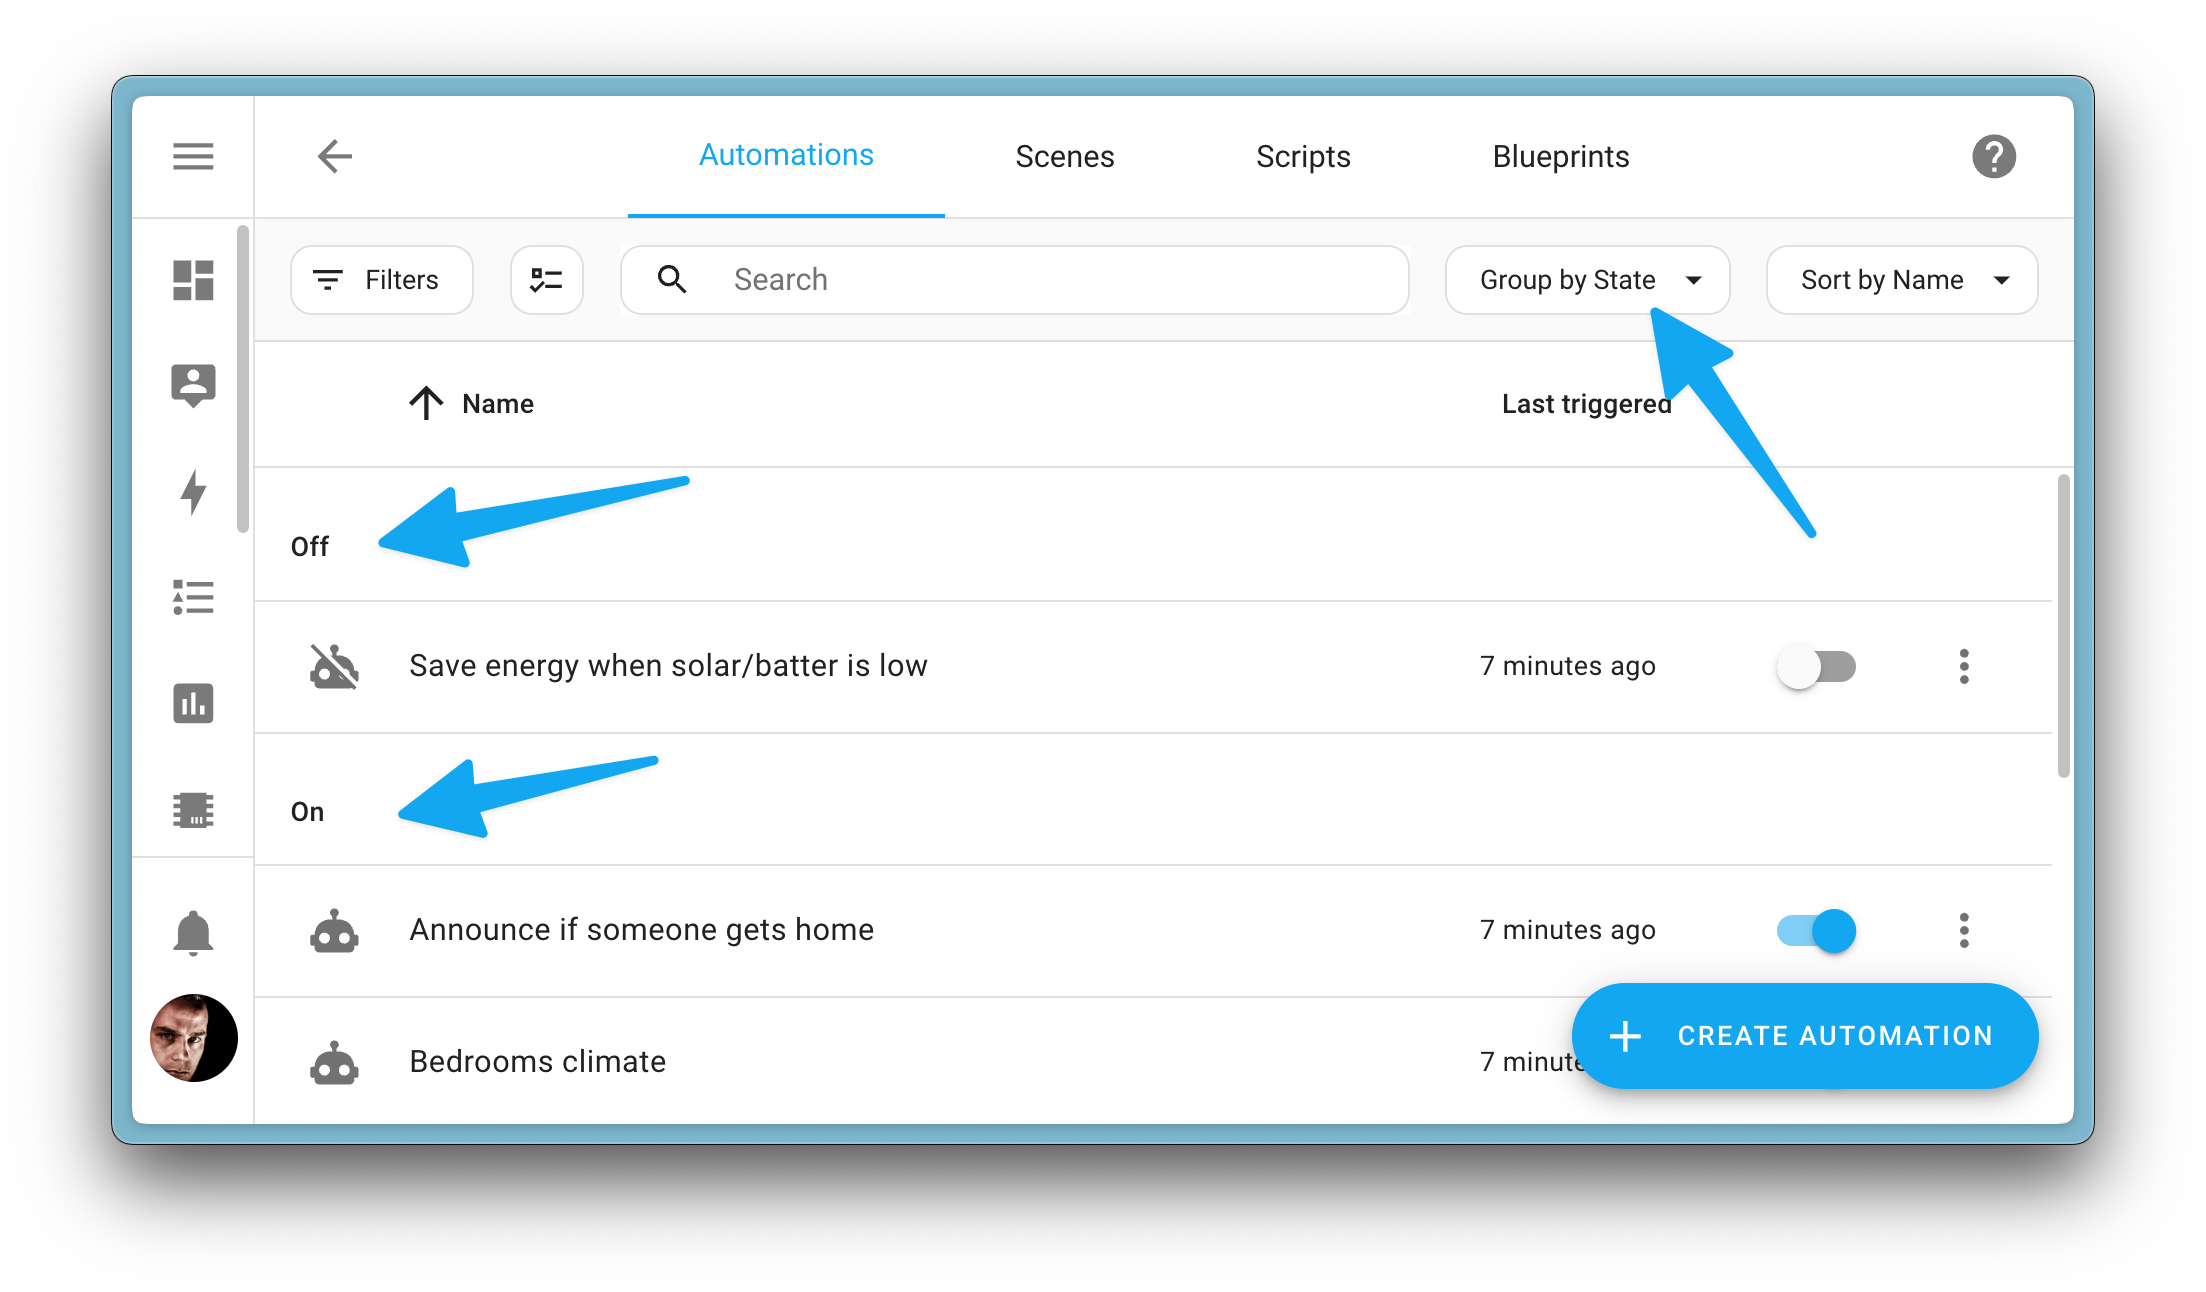 Automations
Scenes
Scripts
Blueprints
Filters
Search
Group by State
Sort by Name
Name
Last triggered
Off
Save energy when solar/batter is low
7 minutes ago
On
Announce if someone gets home
7 minutes ago
Bedrooms climate
7 minute
CREATE AUTOMATION